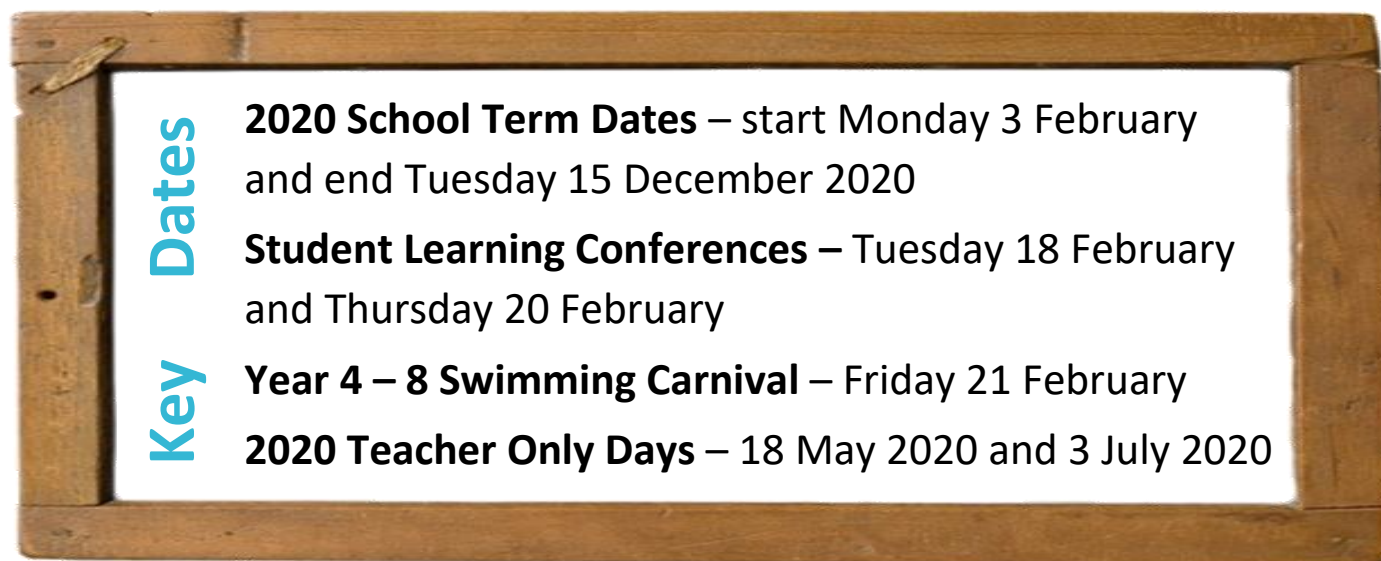 Key Dates
2020 School Term Dates – start Monday 3 February
and end Tuesday 15 December 2020
Student Learning Conferences – Tuesday 18 February
and Thursday 20 February
Year 4 – 8 Swimming Carnival – Friday 21 February
2020 Teacher Only Days – 18 May 2020 and 3 July 2020